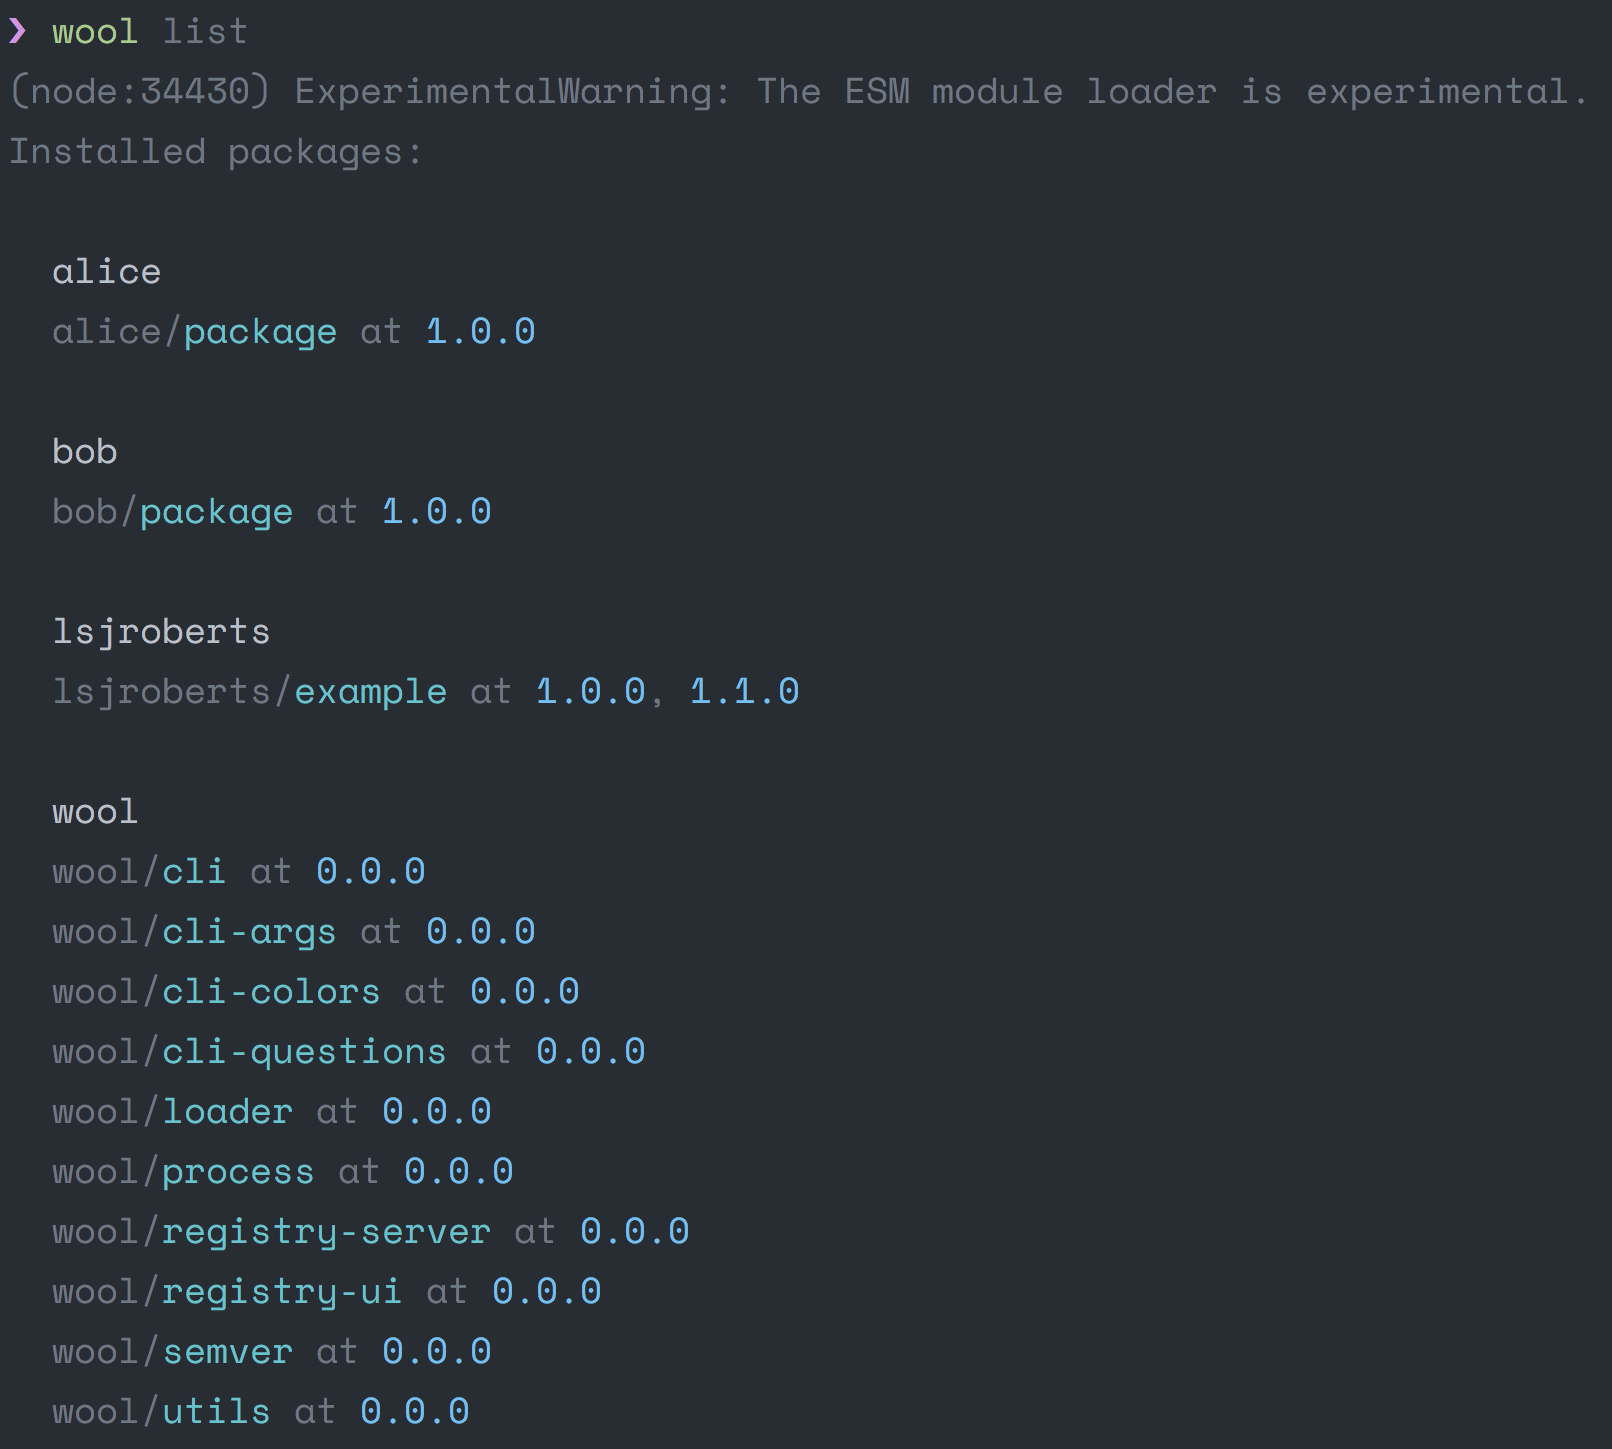 ❯ wool list
(node:34430) ExperimentalWarning: The ESM module loader is experimental.
Installed packages:
alice
alice/package at 1.0.0
bob
bob/package at 1.0.0
lsjroberts
lsjroberts/example at 1.0.0, 1.1.0
wool
wool/cli at 0.0.0
wool/cli-args at 0.0.0
wool/cli-colors at 0.0.0
wool/cli-questions at 0.0.0
wool/loader at 0.0.0
wool/process at 0.0.0
wool/registry-server at 0.0.0
wool/registry-ui at 0.0.0
wool/semver at 0.0.0
wool/utils at 0.0.0